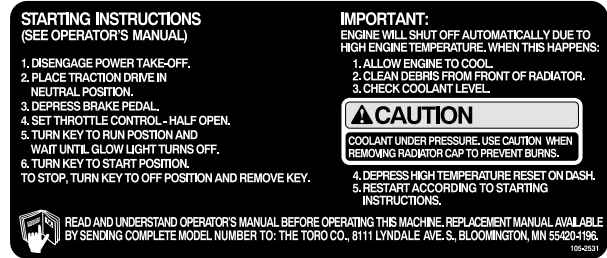 STARTING INSTRUCTIONS
(SEE OPERATOR'S MANUAL)
1. DISENGAGE POWER TAKE-OFF.
2. PLACE TRACTION DRIVE IN
NEUTRAL POSITION.
3. DEPRESS BRAKE PEDAL.
4. SET THROTTLE CONTROL - HALF OPEN.
5. TURN KEY TO RUN POSTION AND
WAIT UNTIL GLOW LIGHT TURNS OFF.
6. TURN KEY TO START POSITION.
TO STOP, TURN KEY TO OFF POSITION AND REMOVE KEY.
IMPORTANT:
ENGINE WILL SHUT OFF AUTOMATICALLY DUE TO
HIGH ENGINE TEMPERATURE. WHEN THIS HAPPENS:
1. ALLOW ENGINE TO COOL.
2. CLEAN DEBRIS FROM FRONT OF RADIATOR.
3. CHECK COOLANT LEVEL.
CAUTION
COOLANT UNDER PRESSURE. USE CAUTION WHEN
REMOVING RADIATOR CAP TO PREVENT BURNS.
4. DEPRESS HIGH TEMPERATURE RESET ON DASH.
5. RESTART ACCORDING TO STARTING
INSTRUCTIONS.
READ AND UNDERSTAND OPERATOR'S MANUAL BEFORE OPERATING THIS MACHINE. REPLACEMENT MANUAL AVAILABLE
BY SENDING COMPLETE MODEL NUMBER TO: THE TORO CO., 8111 LYNDALE AVE. S., BLOOMINGTON, MN 55420-1196.
105-2531